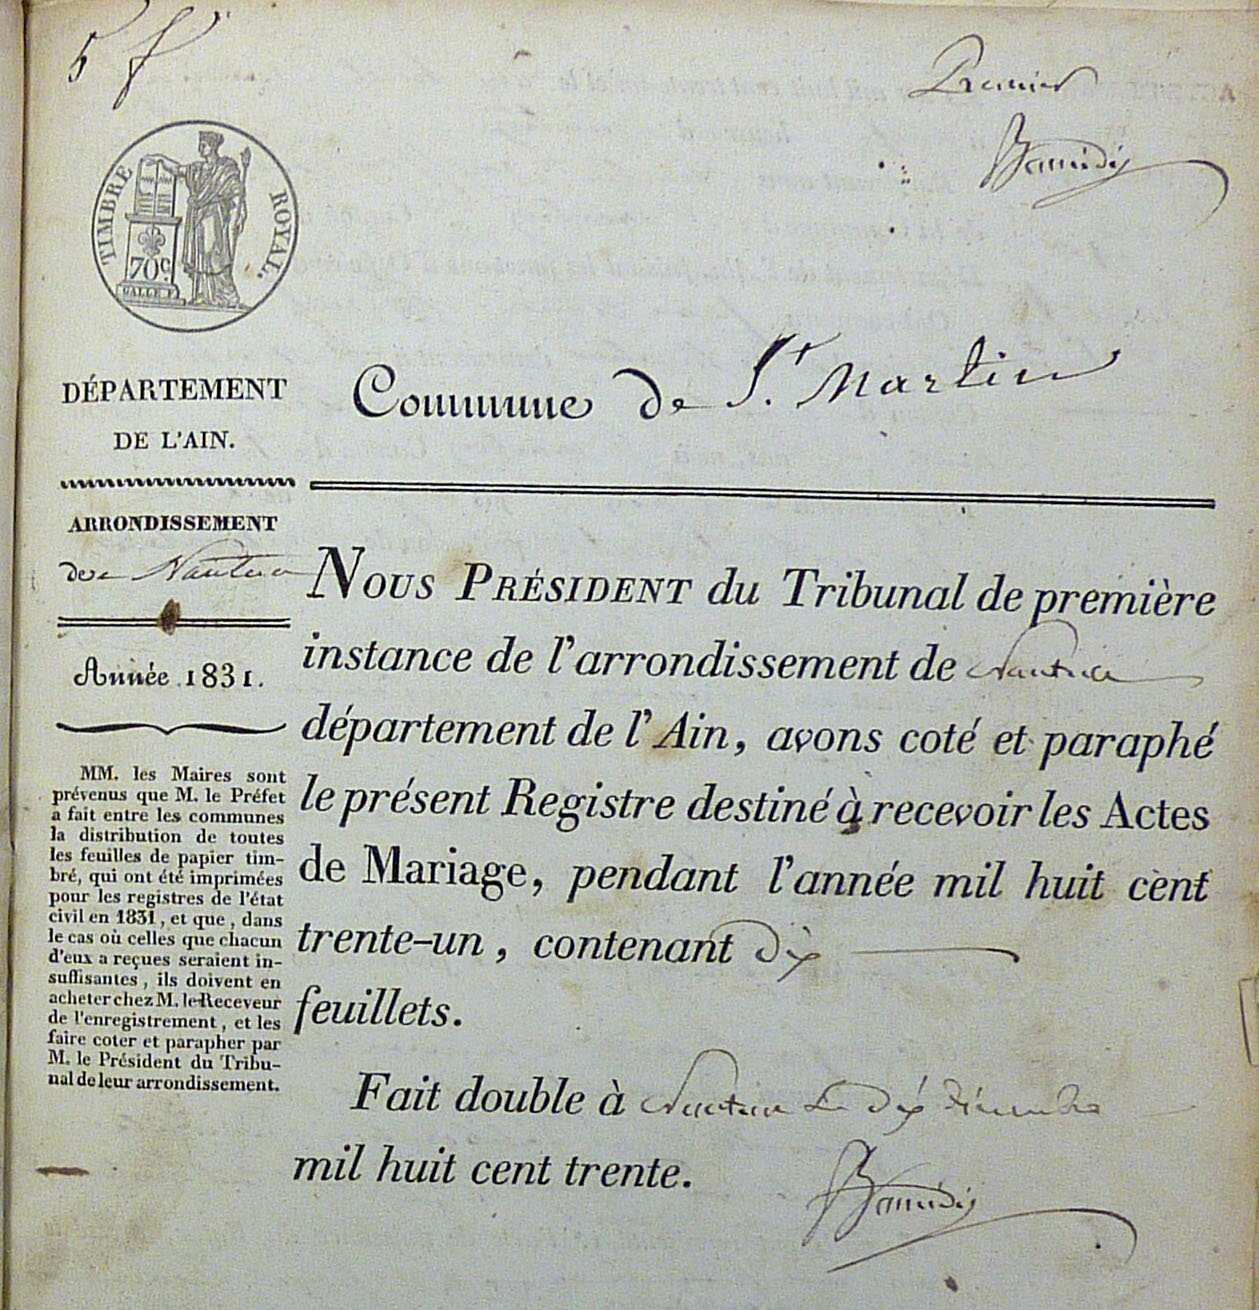 5 f
Premier
TIMBRE ROYAL.
70c
DÉPARTEMENT
DE L'AIN.
Commune de St. Martin
ARRONDISSEMENT
de Nantua
Année 1831.
MM. les Maires sont
prévenus que M. le Préfet
a fait entre les communes
la distribution de toutes
les feuilles de papier tim-
bré, qui ont été imprimées
pour les registres de l'état
civil en 1831, et que, dans
le cas où celles que chacun
d'eux a reçues seraient in-
suffisantes, ils doivent en
acheter chez M. le Receveur
de l'enregistrement, et les
faire coter et parapher par
M. le Président du Tribu-
nal de leur arrondissement.
NOUS PRÉSIDENT du Tribunal de première
instance de l'arrondissement de Nantua
département de l'Ain, avons coté et paraphé
le présent Registre destiné à recevoir les Actes
de Mariage, pendant l'année mil huit cent
trente-un, contenant dix
feuillets.
Fait double à Nantua le dix décembre
mil huit cent trente.